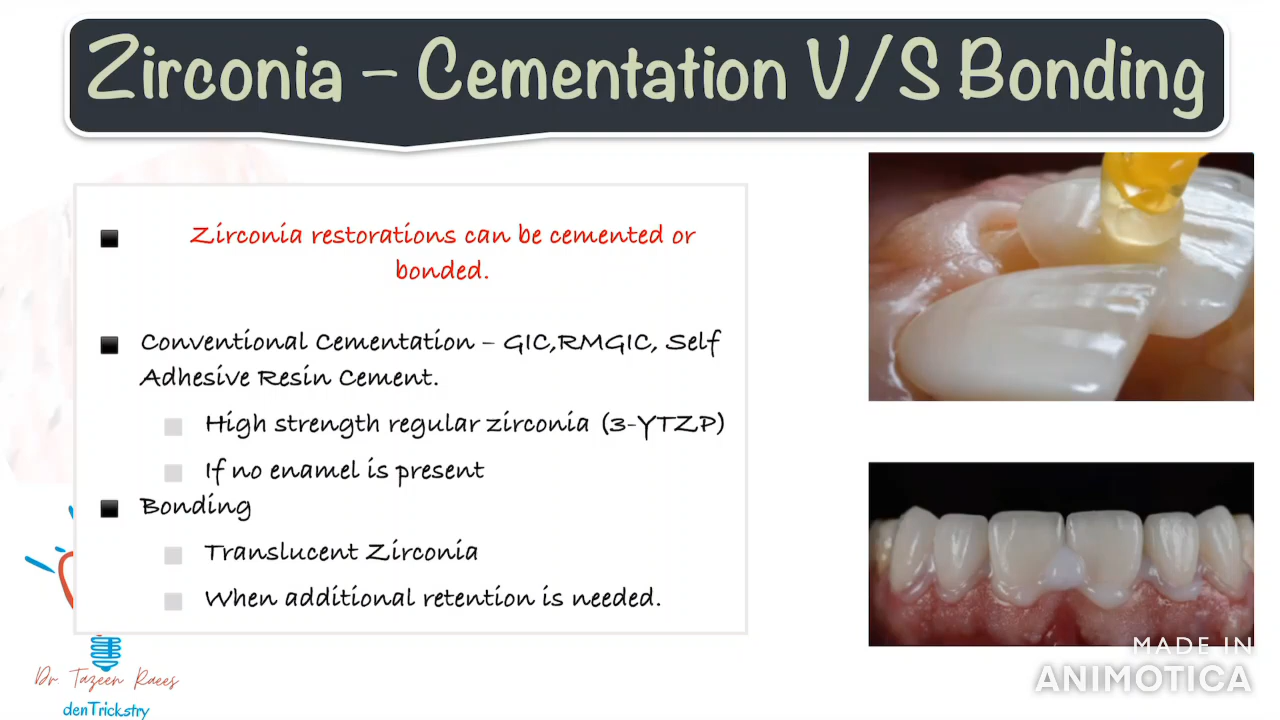 Zirconia – Cementation V/S Bonding
Zirconia restorations can be cemented or
bonded.
Conventional Cementation – GIC,RMGIC, Self
Adhesive Resin Cement.
High strength regular zirconia (3-YTZP)
If no enamel is present
Bonding
Translucent Zirconia
When additional retention is needed.
Dr Tazeen Raees
denTrickstry
MADE IN
ANIMOTICA